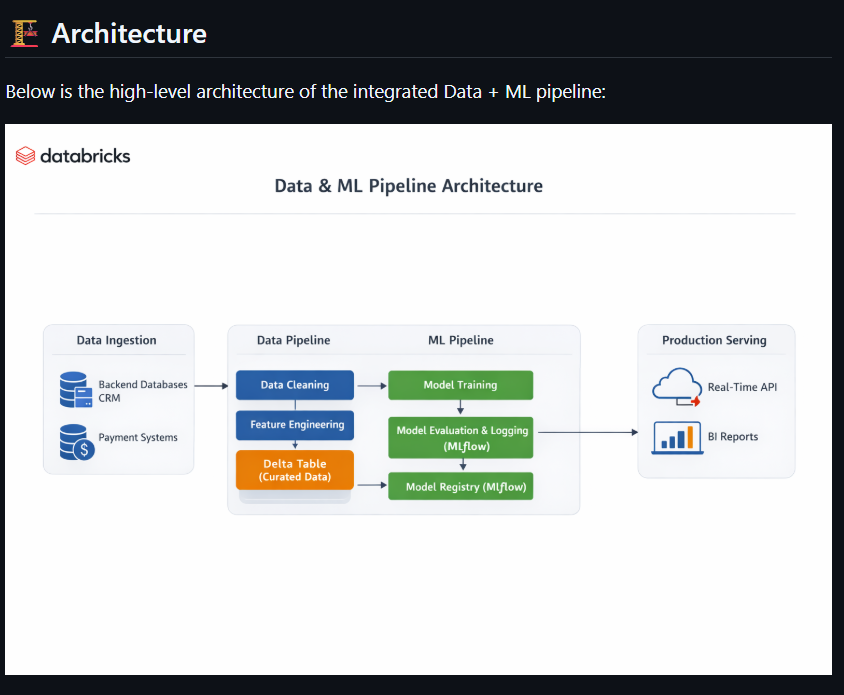 Architecture
Below is the high-level architecture of the integrated Data + ML pipeline:
databricks
Data & ML Pipeline Architecture
Data Ingestion
Backend Databases
CRM
Payment Systems
Data Pipeline
Data Cleaning
Feature Engineering
Delta Table
(Curated Data)
ML Pipeline
Model Training
Model Evaluation & Logging
(MLflow)
Model Registry (Mlflow)
Production Serving
Real-Time API
BI Reports